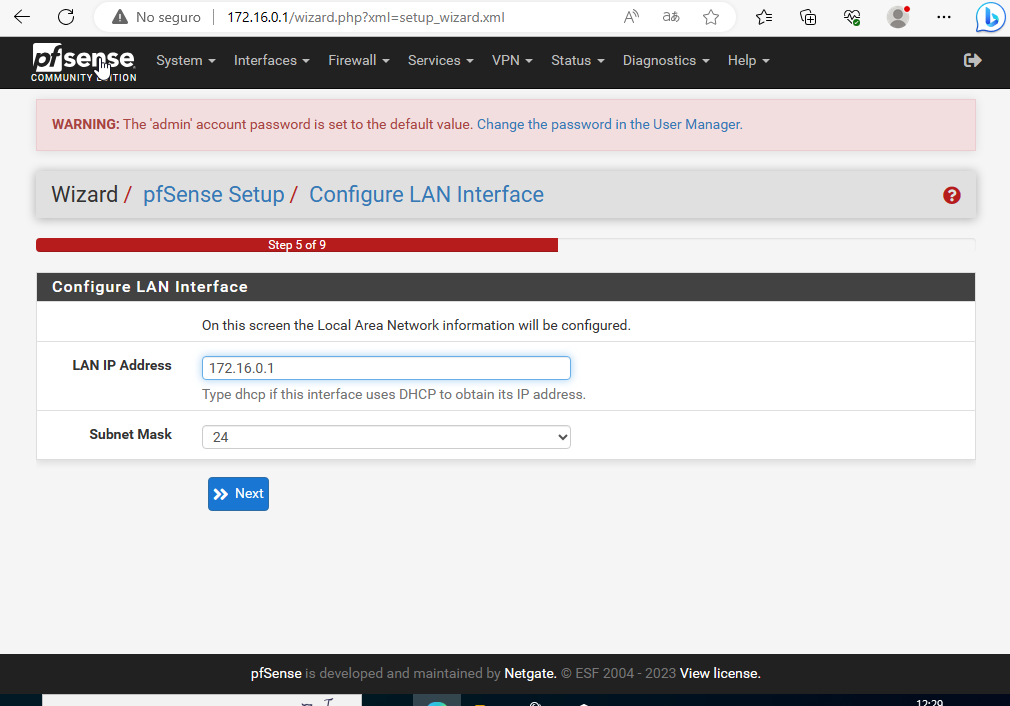 No seguro
172.16.0.1/wizard.php?xml=setup_wizard.xml
pfsense
COMMUNITY EDITION
System Interfaces Firewall Services VPN Status Diagnostics Help
WARNING: The 'admin' account password is set to the default value. Change the password in the User Manager.
Wizard / pfSense Setup / Configure LAN Interface
Step 5 of 9
Configure LAN Interface
On this screen the Local Area Network information will be configured.
LAN IP Address
172.16.0.1
Type dhcp if this interface uses DHCP to obtain its IP address.
Subnet Mask
24
Next
pfSense is developed and maintained by Netgate. © ESF 2004 - 2023 View license.
12:29